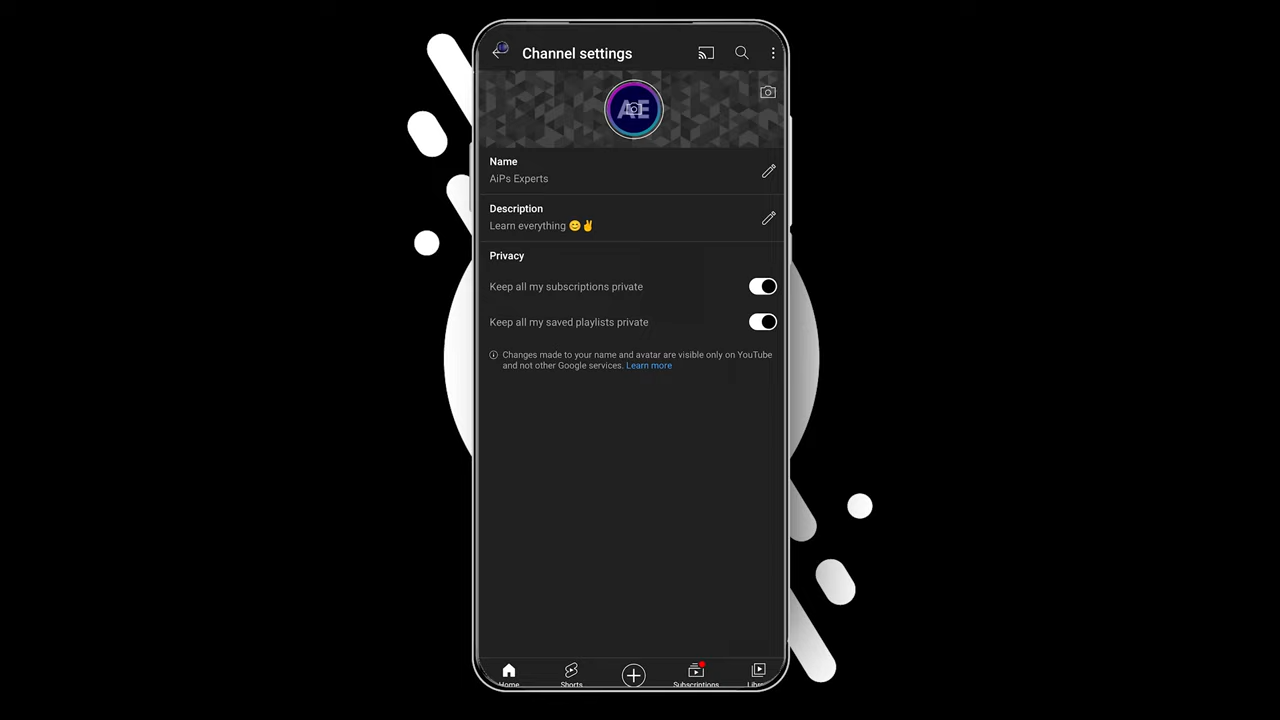 Channel settings
AE
Name
AiPs Experts
Description
Learn everything 😊✌️
Privacy
Keep all my subscriptions private
Keep all my saved playlists private
Changes made to your name and avatar are visible only on YouTube
and not other Google services. Learn more
Home Shorts Subscriptions